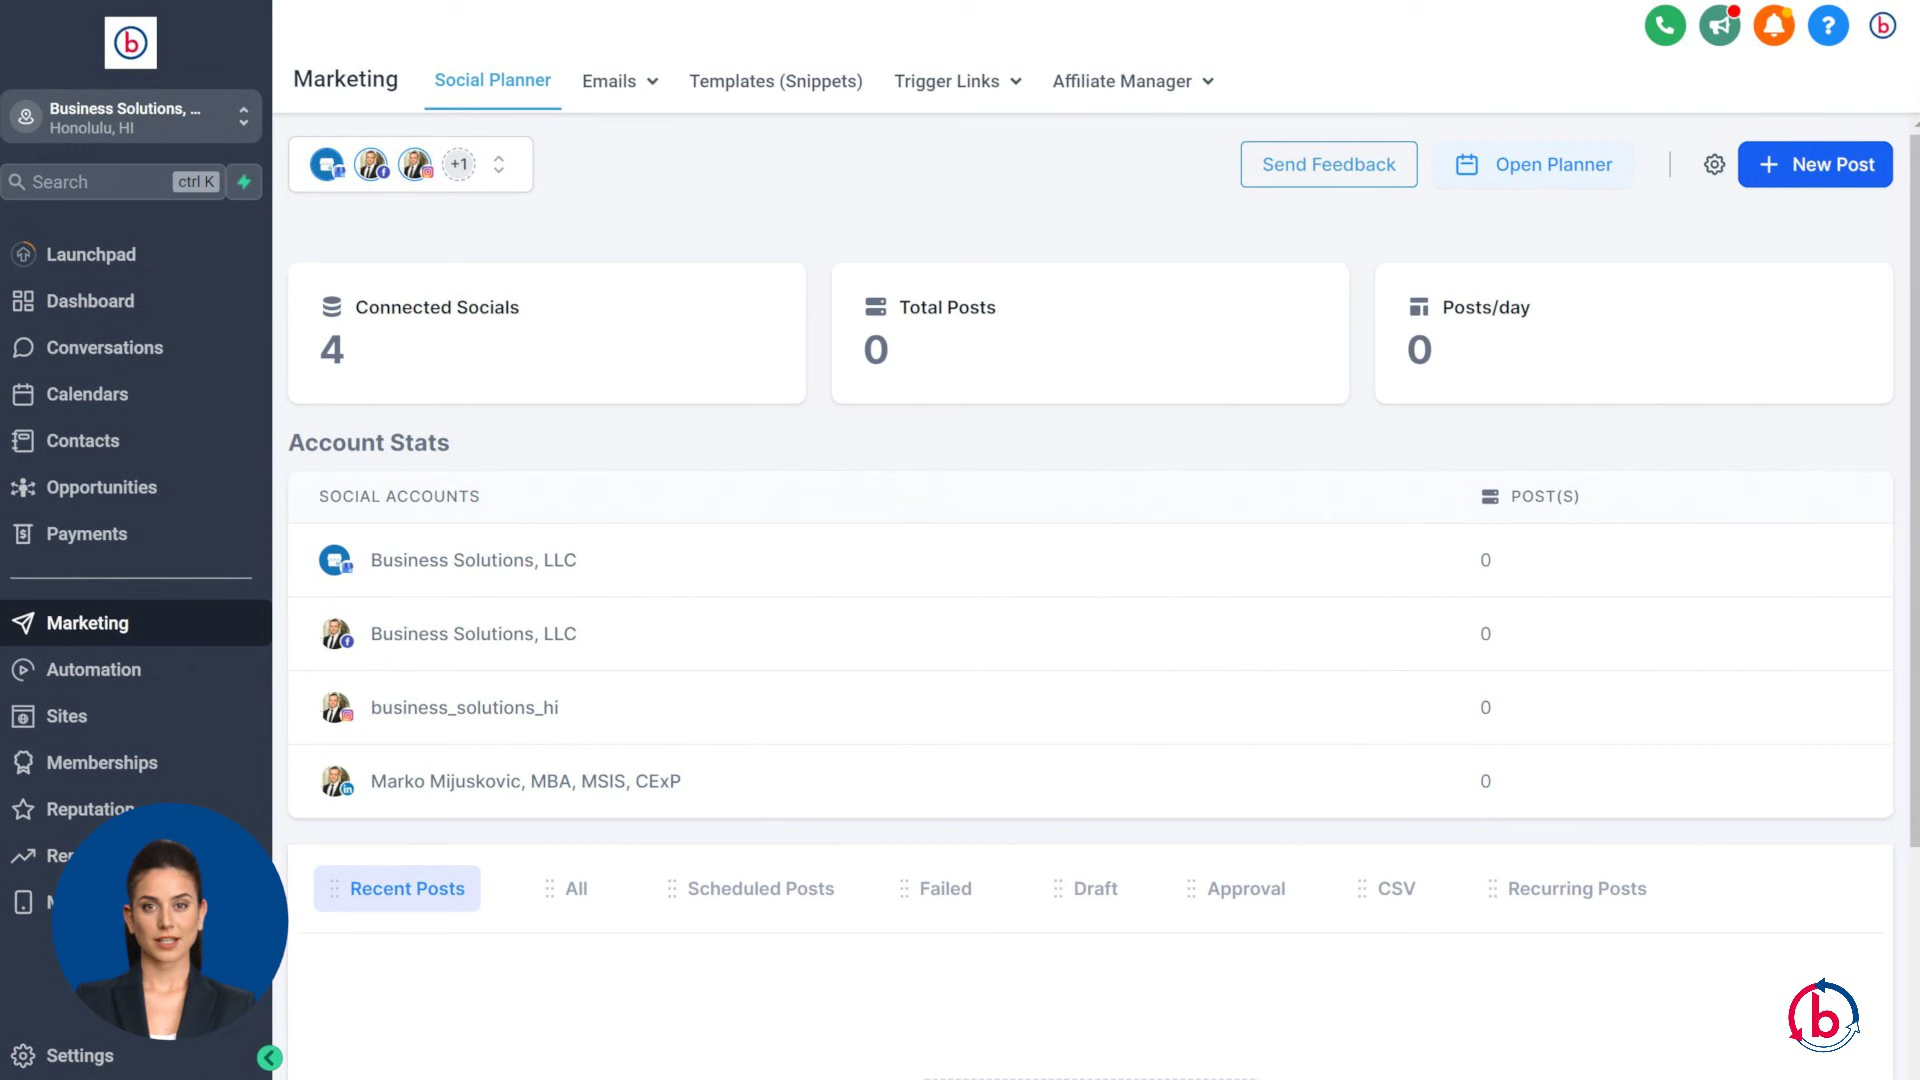 b
Business Solutions, ...
Honolulu, HI
Search
ctrl K
Launchpad
Dashboard
Conversations
Calendars
Contacts
Opportunities
Payments
Marketing
Automation
Sites
Memberships
Reputation
Settings
Marketing
Social Planner
Emails
Templates (Snippets)
Trigger Links
Affiliate Manager
?
b
+1
Send Feedback
Open Planner
+ New Post
Connected Socials
4
Total Posts
0
Posts/day
0
Account Stats
SOCIAL ACCOUNTS
POST(S)
Business Solutions, LLC
0
Business Solutions, LLC
0
business_solutions_hi
0
in
Marko Mijuskovic, MBA, MSIS, CExP
0
Recent Posts
All
Scheduled Posts
Failed
Draft
Approval
CSV
Recurring Posts
b